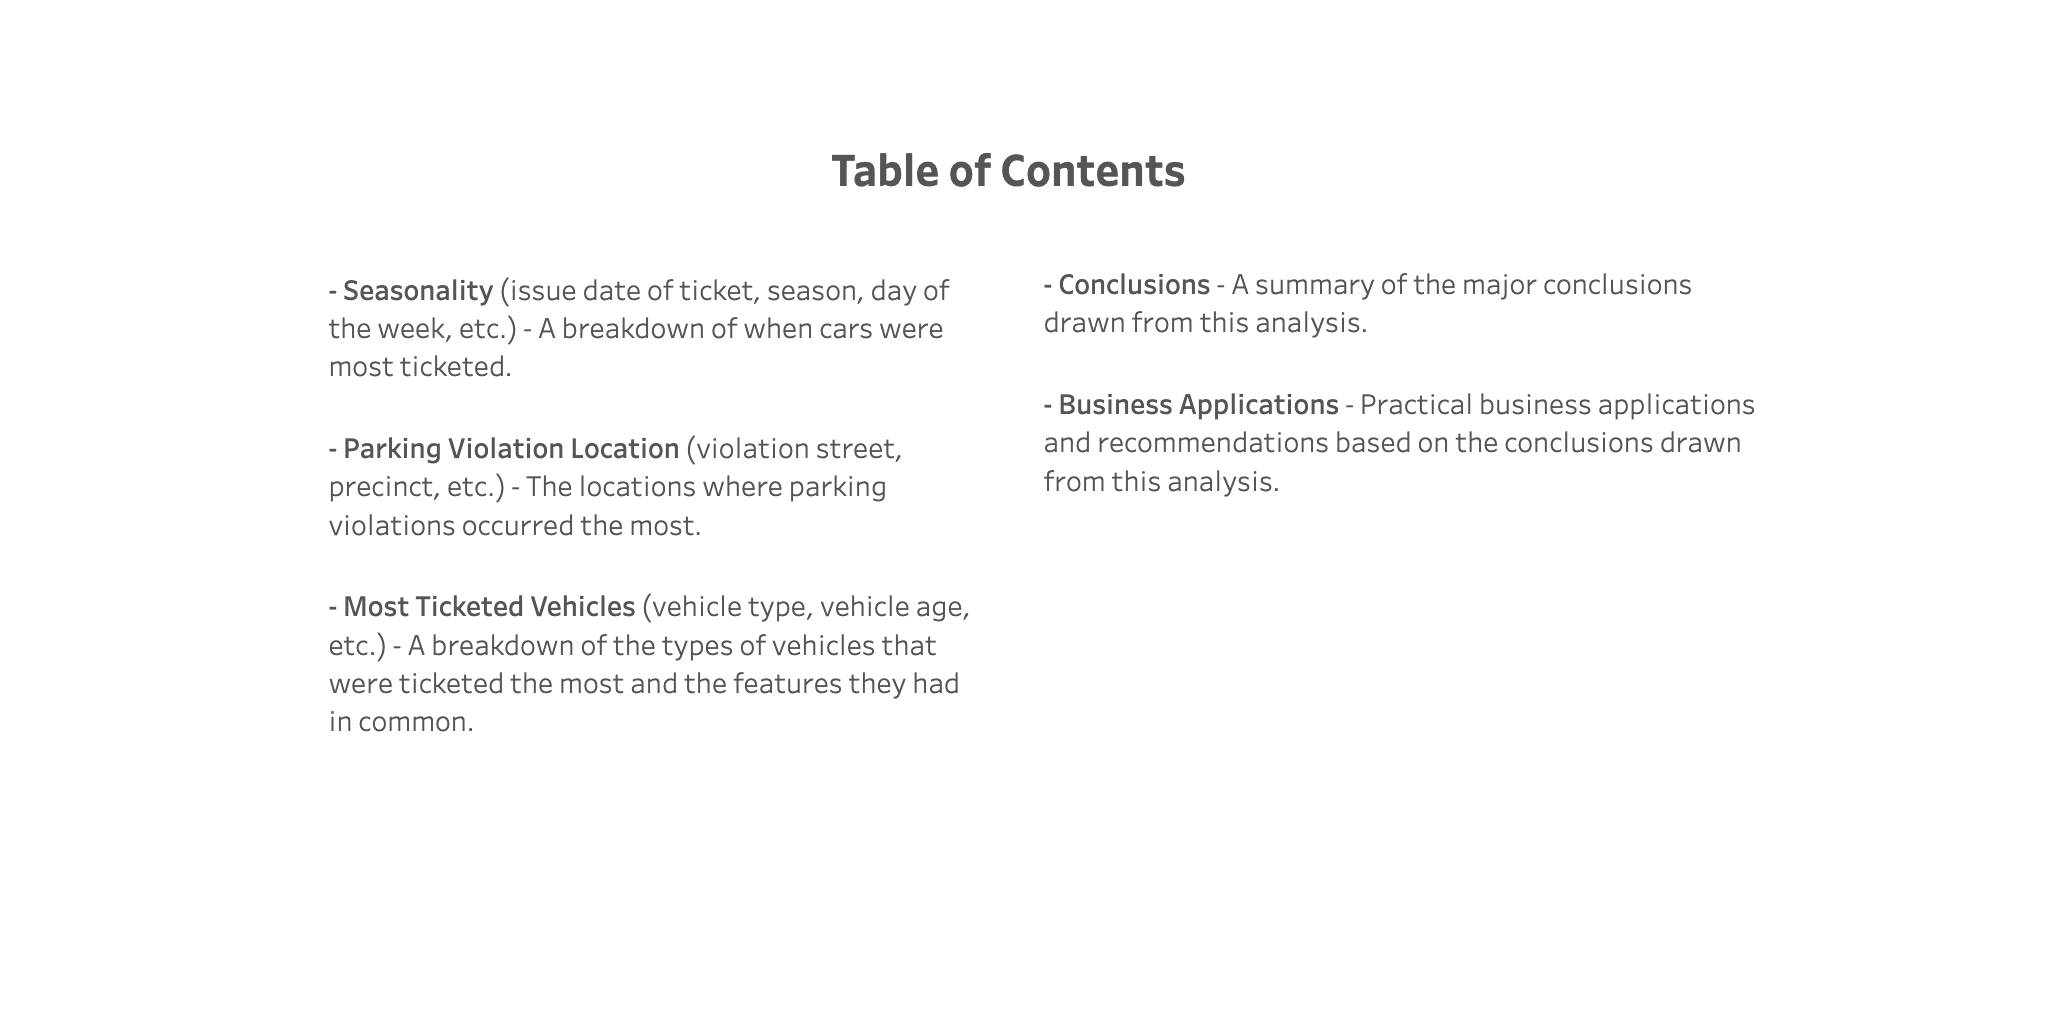 Table of Contents
- Seasonality (issue date of ticket, season, day of
the week, etc.) - A breakdown of when cars were
most ticketed.
- Parking Violation Location (violation street,
precinct, etc.) - The locations where parking
violations occurred the most.
- Most Ticketed Vehicles (vehicle type, vehicle age,
etc.) - A breakdown of the types of vehicles that
were ticketed the most and the features they had
in common.
- Conclusions - A summary of the major conclusions
drawn from this analysis.
- Business Applications - Practical business applications
and recommendations based on the conclusions drawn
from this analysis.